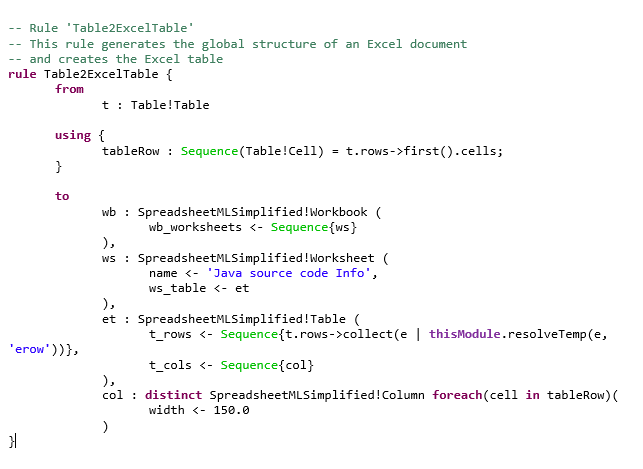 -- Rule 'Table2ExcelTable'
-- This rule generates the global structure of an Excel document
-- and creates the Excel table
rule Table2ExcelTable {
from
t : Table!Table
using {
tableRow : Sequence(Table!Cell) = t.rows->first().cells;
}
to
wb : SpreadsheetMLSimplified!Workbook (
wb_worksheets <- Sequence{ws}
),
ws : SpreadsheetMLSimplified!Worksheet (
name <- 'Java source code Info',
ws_table <- et
),
et : SpreadsheetMLSimplified!Table (
t_rows <- Sequence{t.rows->collect(e | thisModule.resolveTemp(e,
'erow'))},
t_cols <- Sequence{col}
),
col : distinct SpreadsheetMLSimplified!Column foreach(cell in tableRow)(
width <- 150.0
)
}